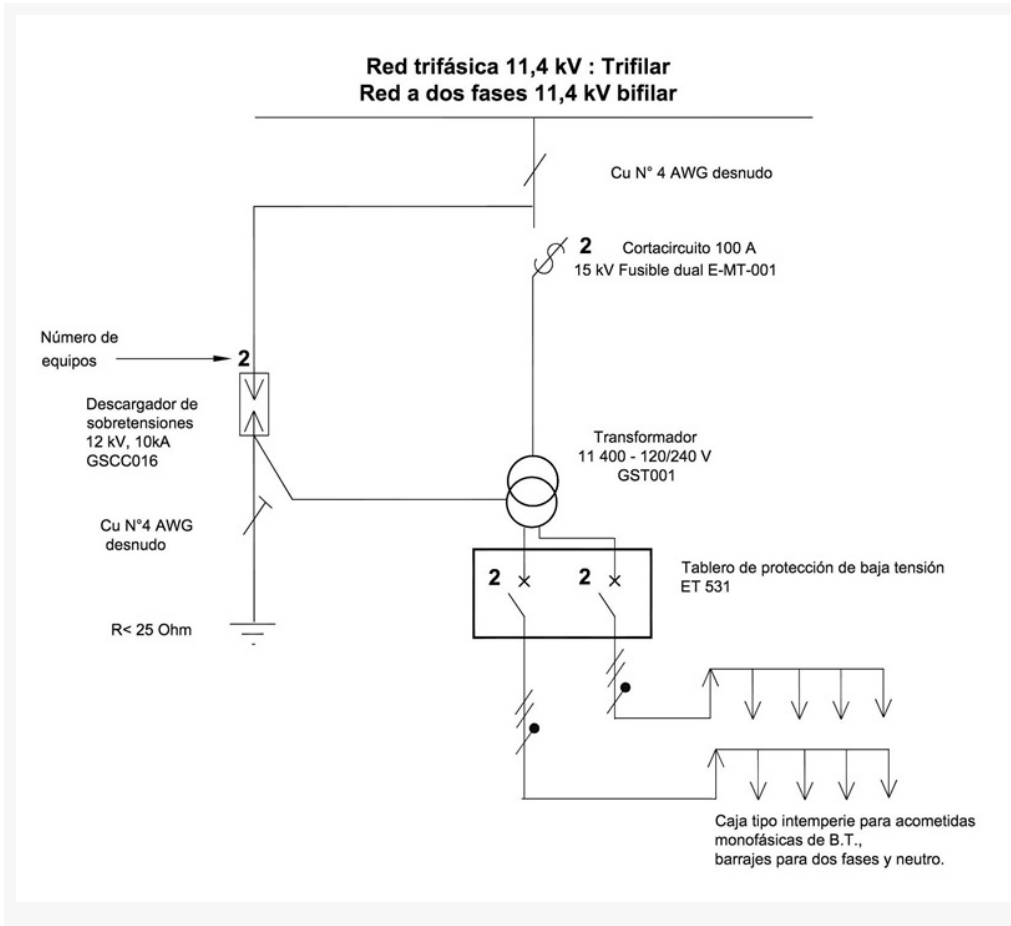 Red trifásica 11,4 kV : Trifilar
Red a dos fases 11,4 kV bifilar
Cu N° 4 AWG desnudo
2
Cortacircuito 100 A
15 kV Fusible dual E-MT-001
Número de
equipos
2
Descargador de
sobretensiones
12 kV, 10kA
GSCC016
Transformador
11 400 - 120/240 V
GST001
Cu N°4 AWG
desnudo
2
2
Tablero de protección de baja tensión
ET 531
R< 25 Ohm
Caja tipo intemperie para acometidas
monofásicas de B.T.,
barrajes para dos fases y neutro.